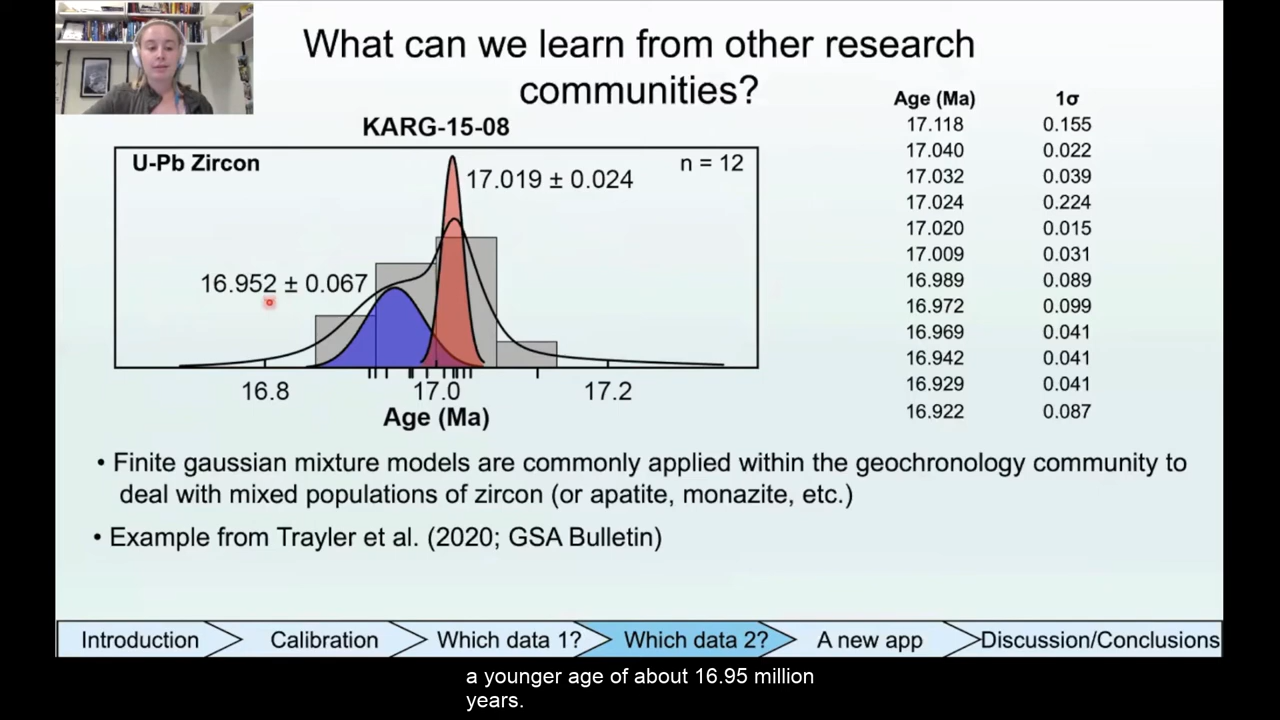 What can we learn from other research
communities?
KARG-15-08
U-Pb Zircon
n = 12
17.019 ± 0.024
16.952 ± 0.067
16.8
17.0
17.2
Age (Ma)
Age (Ma) 1σ
17.118 0.155
17.040 0.022
17.032 0.039
17.024 0.224
17.020 0.015
17.009 0.031
16.989 0.089
16.972 0.099
16.969 0.041
16.942 0.041
16.929 0.041
16.922 0.087
• Finite gaussian mixture models are commonly applied within the geochronology community to
deal with mixed populations of zircon (or apatite, monazite, etc.)
• Example from Trayler et al. (2020; GSA Bulletin)
Introduction
Calibration
Which data 1?
Which data 2?
A new app
Discussion/Conclusions
a younger age of about 16.95 million
years.